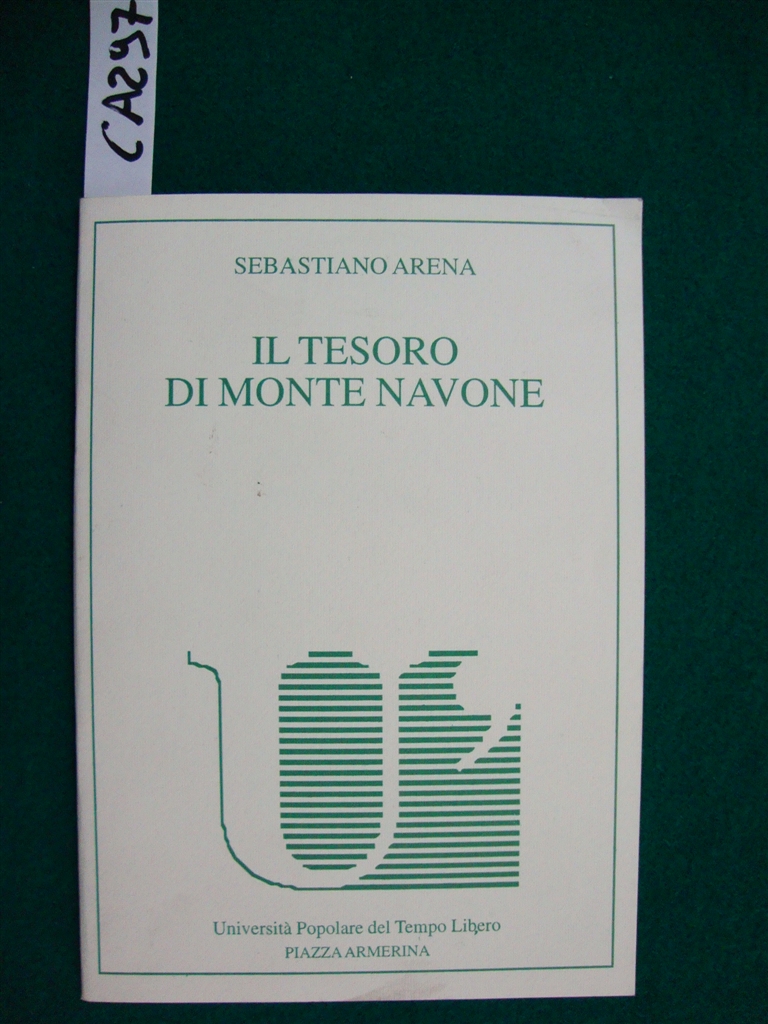 CA297
SEBASTIANO ARENA
IL TESORO
DI MONTE NAVONE
Università Popolare del Tempo Libero
PIAZZA ARMERINA